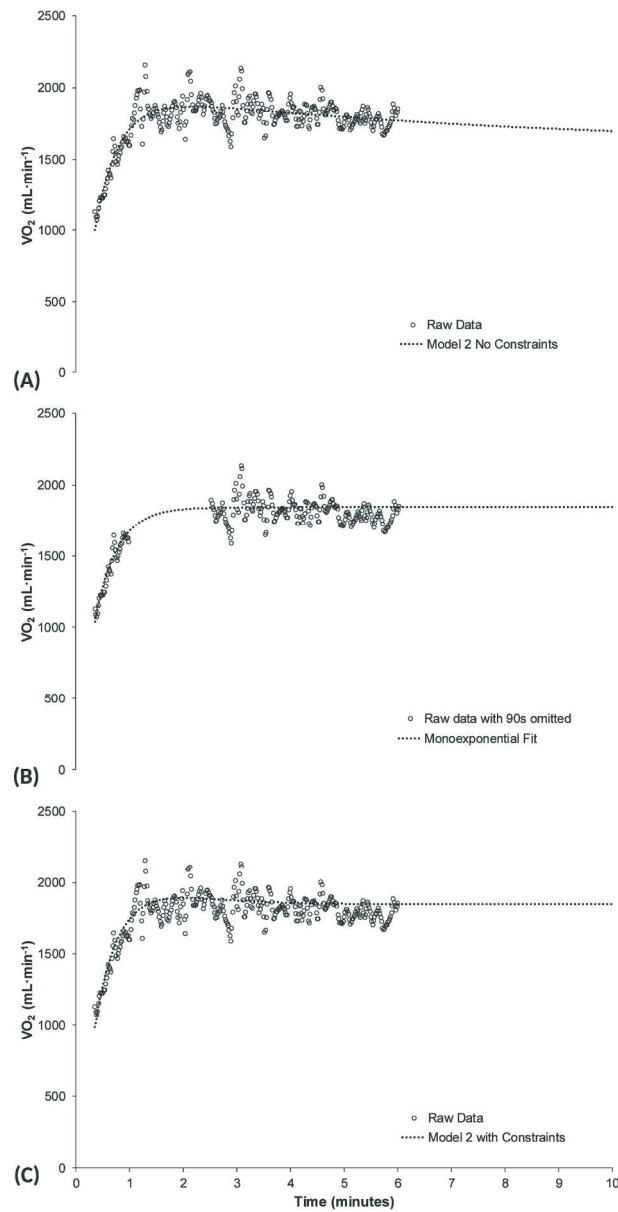 2500
2000
1500
1000
500
0
VO₂ (mL·min⁻¹)
Raw Data
Model 2 No Constraints
(A)
2500
2000
1500
1000
500
0
VO₂ (mL·min⁻¹)
Raw data with 90s omitted
Monoexponential Fit
(B)
2500
2000
1500
1000
500
0
VO₂ (mL·min⁻¹)
Raw Data
Model 2 with Constraints
(C)
0 1 2 3 4 5 6 7 8 9 10
Time (minutes)